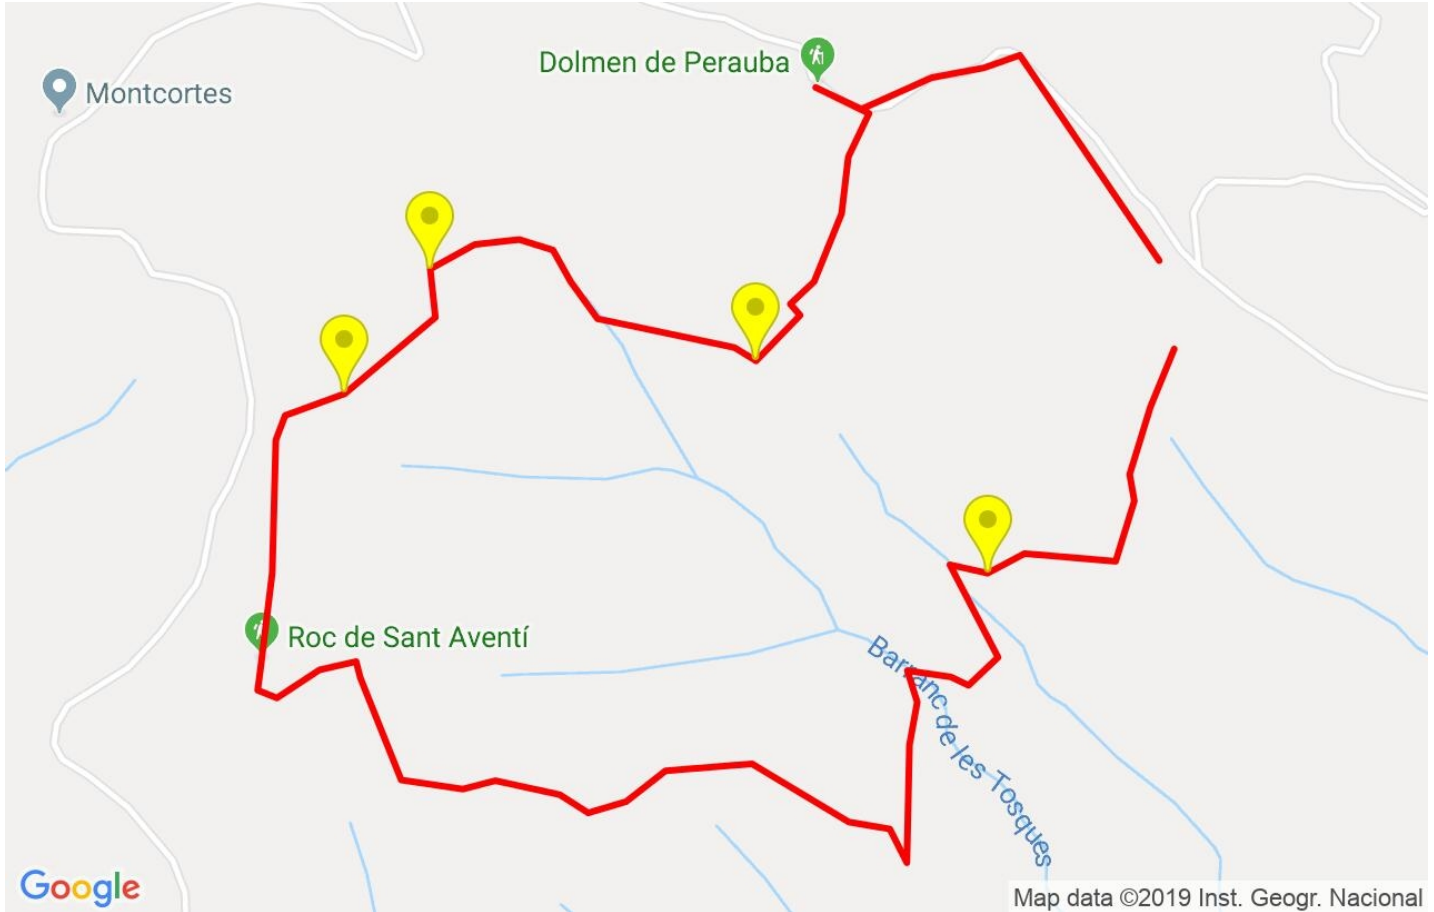 Dolmen de Perauba
Montcortes
Roc de Sant Aventí
Barranc de les Tosques
Google
Map data ©2019 Inst. Geogr. Nacional